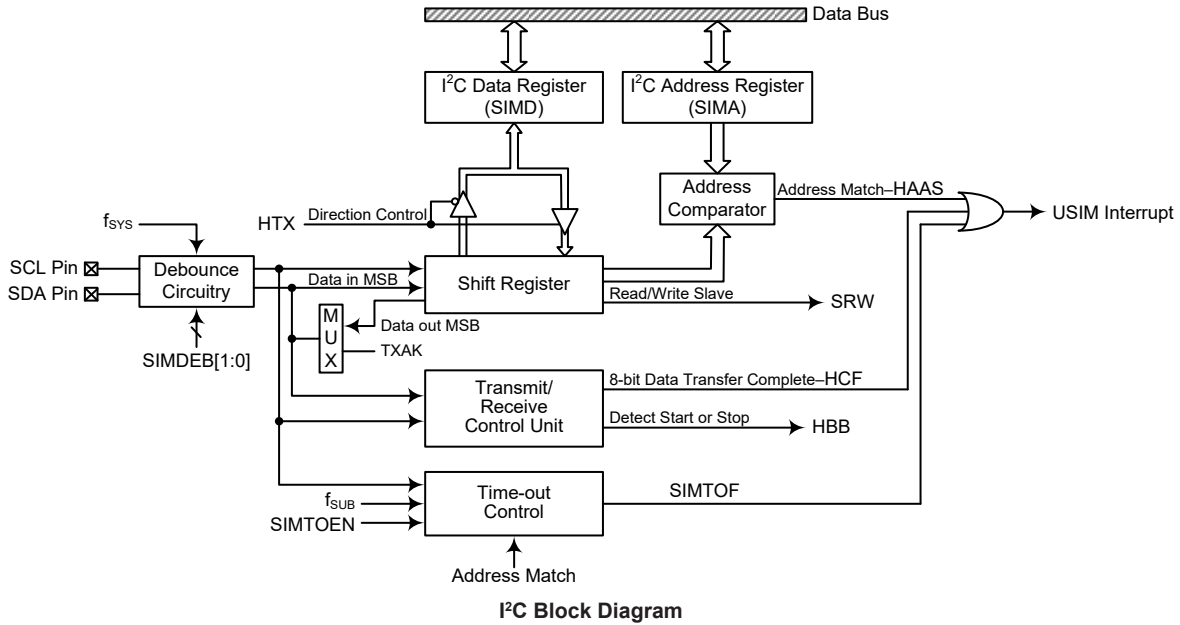 Data Bus
I²C Data Register
(SIMD)
I²C Address Register
(SIMA)
Address
Comparator
Address Match–HAAS
USIM Interrupt
HTX
Direction Control
fSYS
SCL Pin
SDA Pin
Debounce
Circuitry
SIMDEB[1:0]
Data in MSB
Shift Register
Read/Write Slave
SRW
M
U
X
Data out MSB
TXAK
Transmit/
Receive
Control Unit
8-bit Data Transfer Complete–HCF
Detect Start or Stop
HBB
fSUB
SIMTOEN
Time-out
Control
SIMTOF
Address Match
I²C Block Diagram